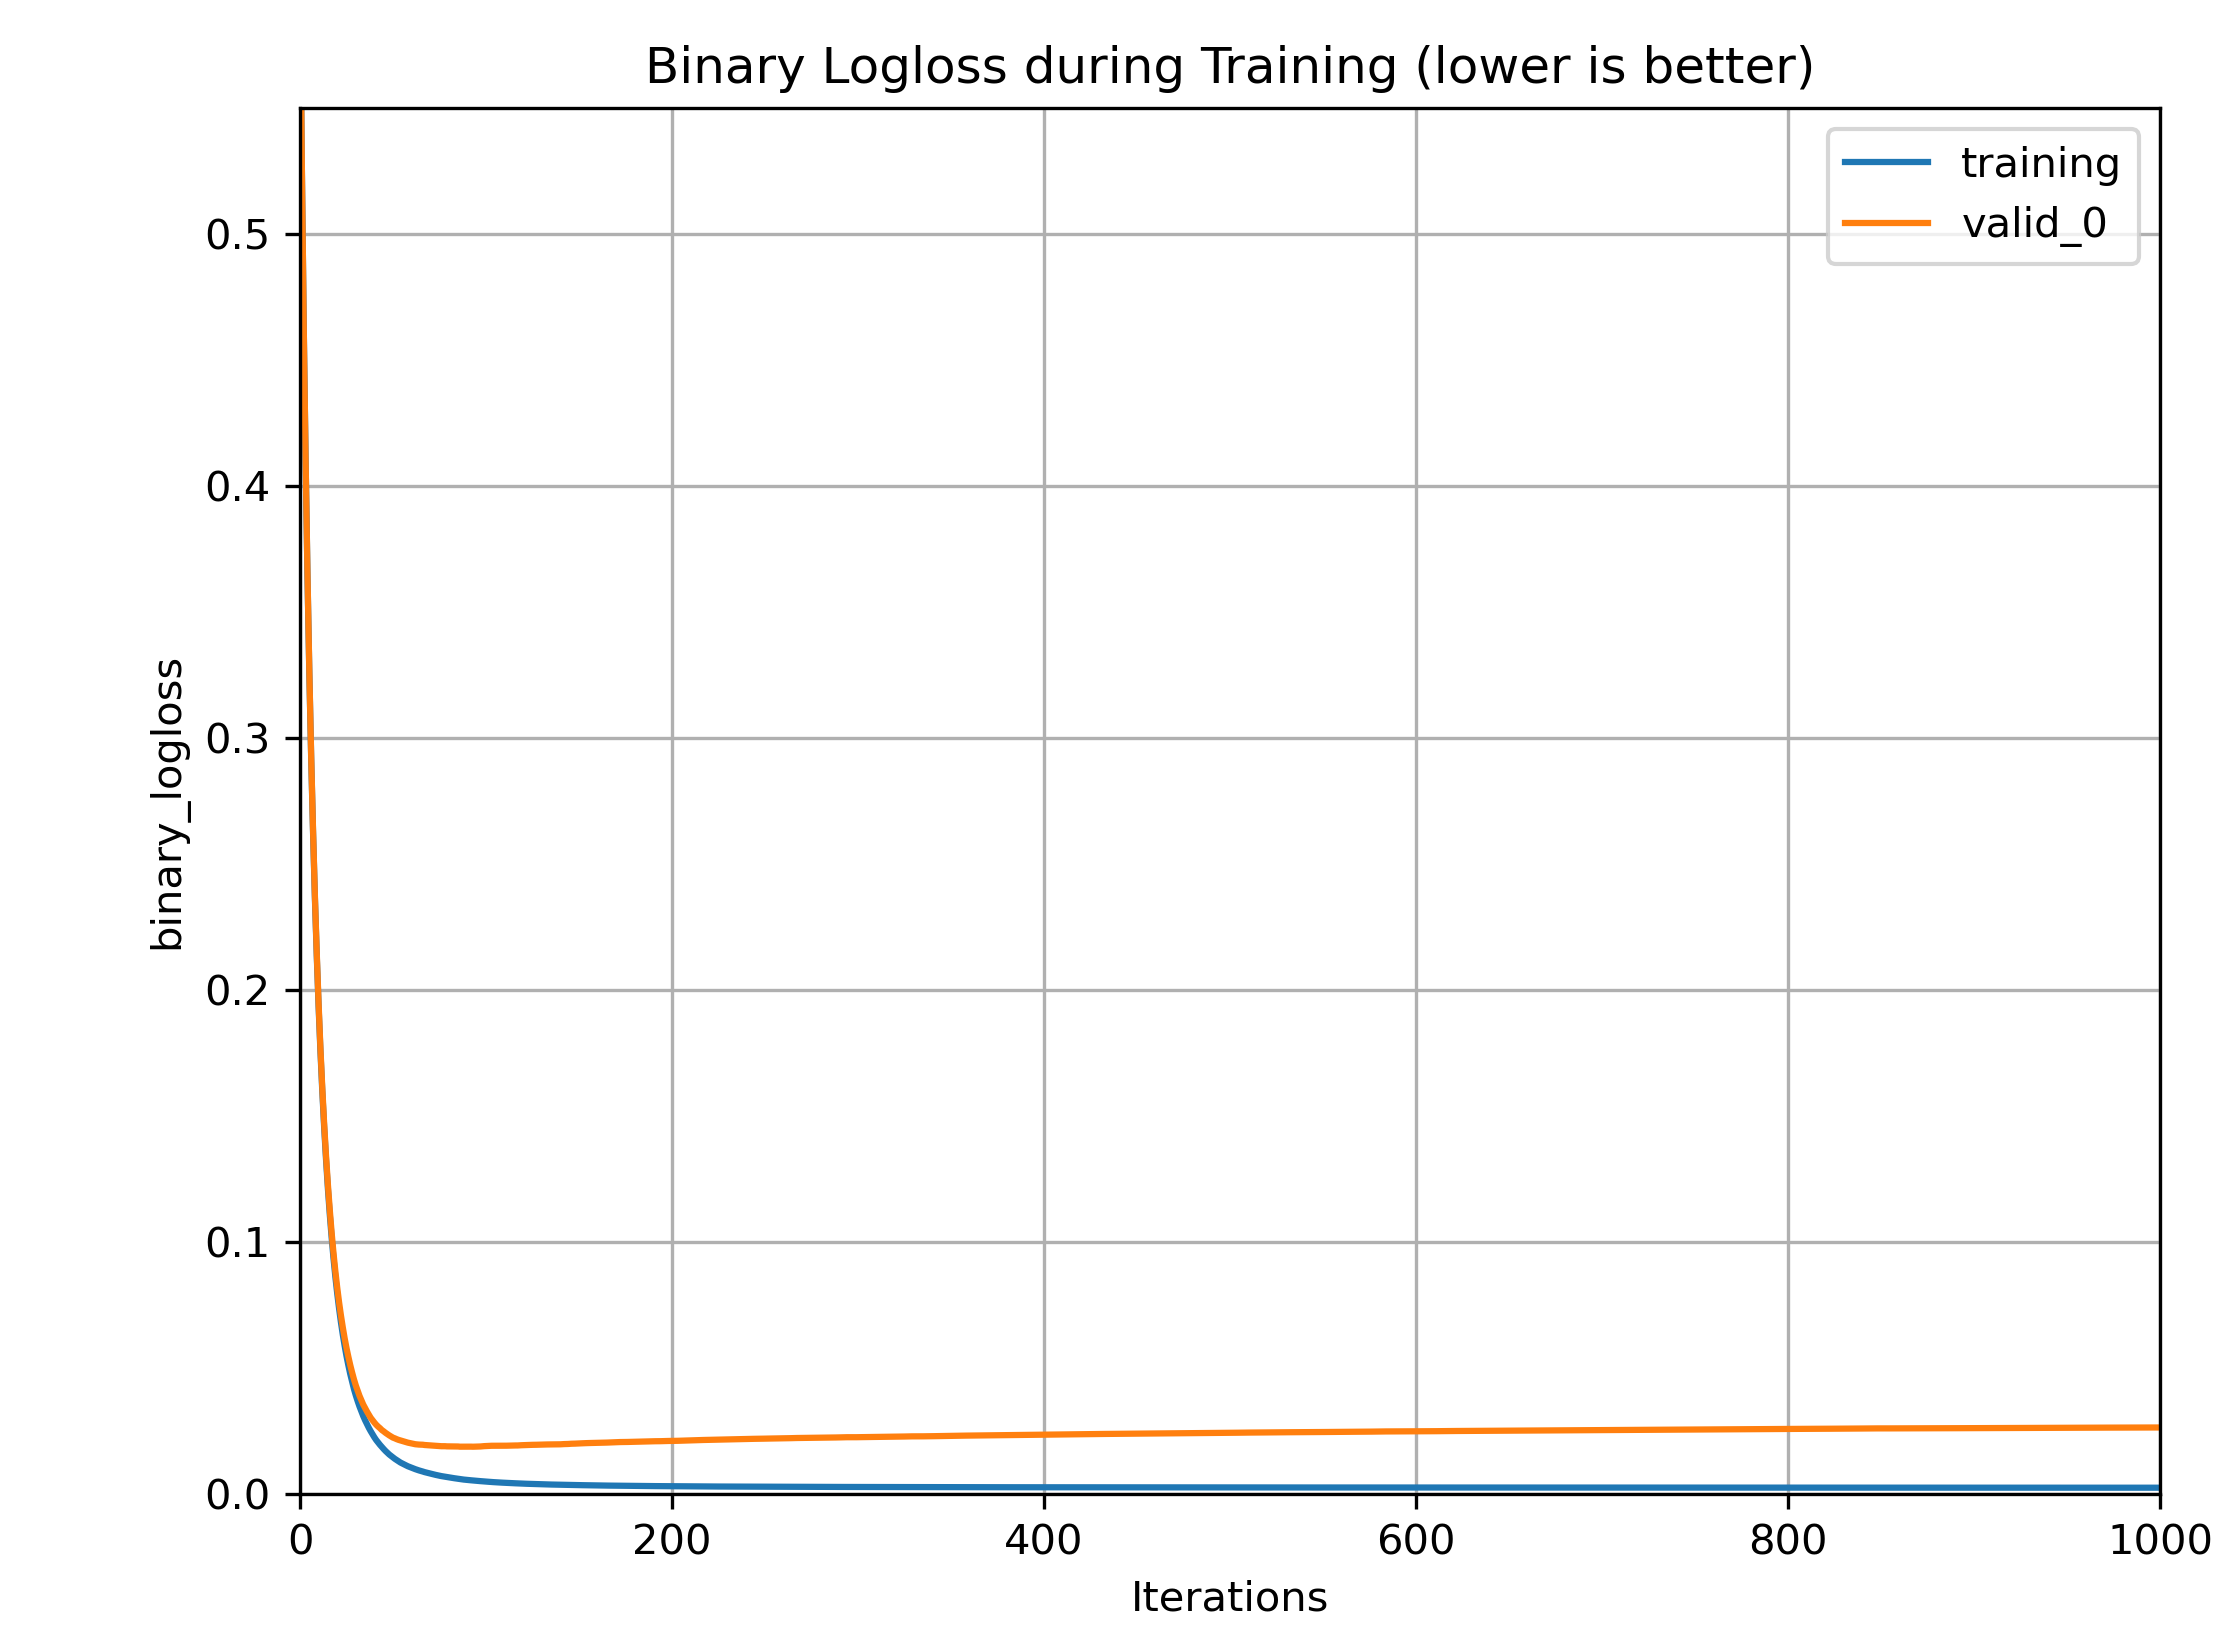 Binary Logloss during Training (lower is better)
training
valid_0
0.5
0.4
0.3
0.2
0.1
0.0
binary_logloss
0 200 400 600 800 1000
Iterations